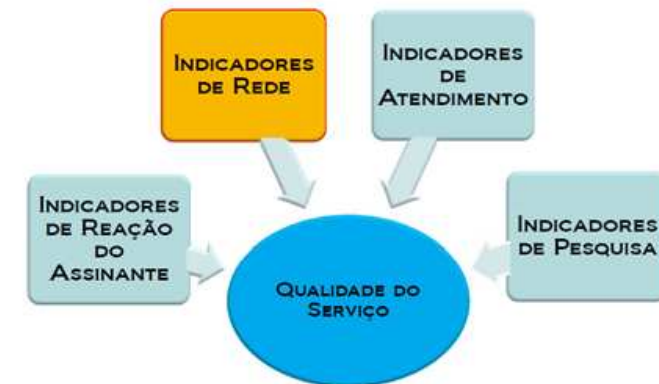 INDICADORES
DE REDE
INDICADORES
DE
ATENDIMENTO
INDICADORES
DE REAÇÃO
DO
ASSINANTE
INDICADORES
DE PESQUISA
QUALIDADE DO
SERVIÇO